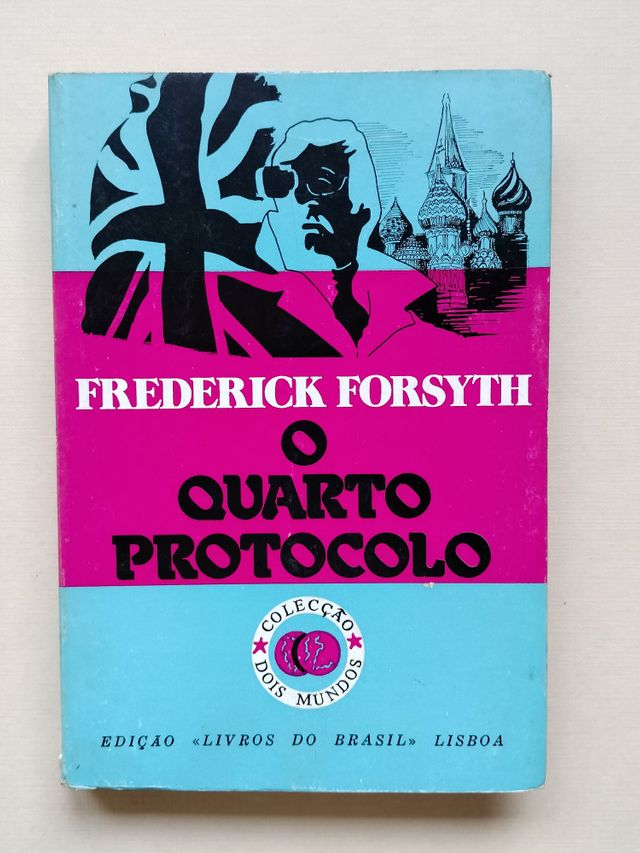 FREDERICK FORSYTH
O
QUARTO
PROTOCOLO
COLECÇÃO
DOIS MUNDOS
EDIÇÃO «LIVROS DO BRASIL» LISBOA